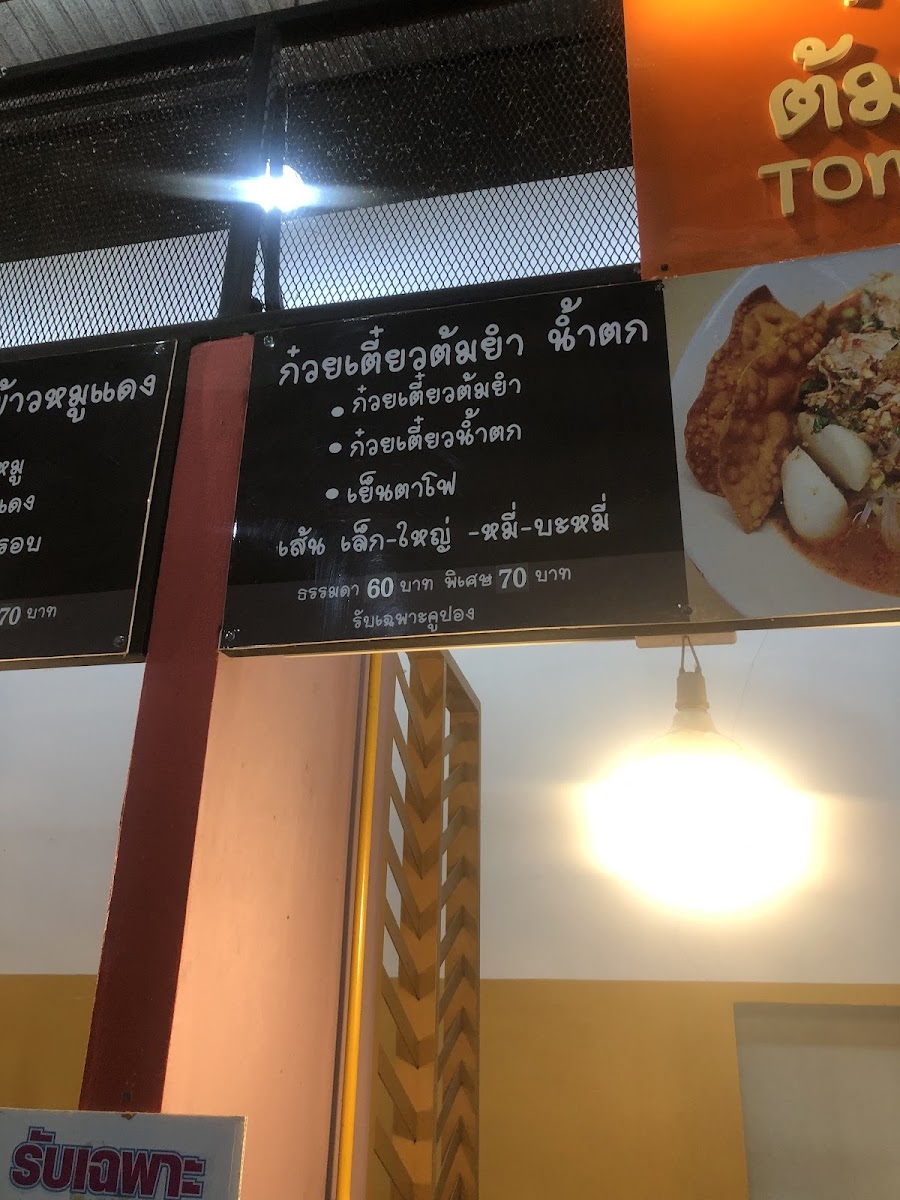 ต้ม
TOM
ข้าวหมูแดง
หมู
แดง
กรอบ
70 บาท
ก๋วยเตี๋ยวต้มยำ น้ำตก
• ก๋วยเตี๋ยวต้มยำ
• ก๋วยเตี๋ยวน้ำตก
• เย็นตาโฟ
เส้น เล็ก-ใหญ่ -หมี่-บะหมี่
ธรรมดา 60 บาท พิเศษ 70 บาท
รับเฉพาะคูปอง
รับเฉพาะ